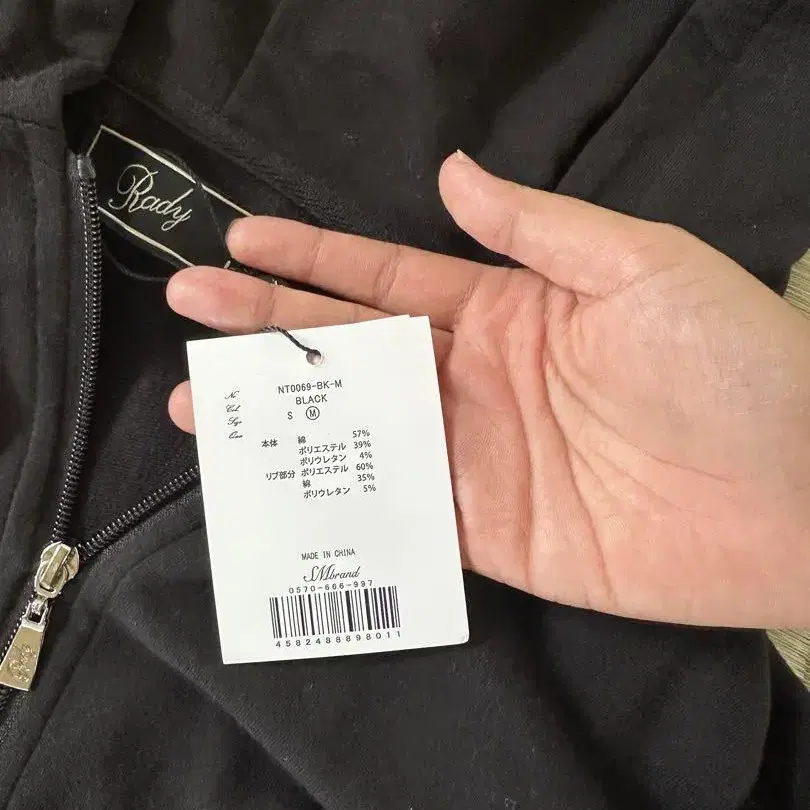 Rady
No
NT0069-BK-M
Col
BLACK
S M
本体 綿 57%
ポリエステル 39%
ポリウレタン 4%
リブ部分 ポリエステル 60%
綿 35%
ポリウレタン 5%
MADE IN CHINA
SMbrand
0570-666-997
4582488898011